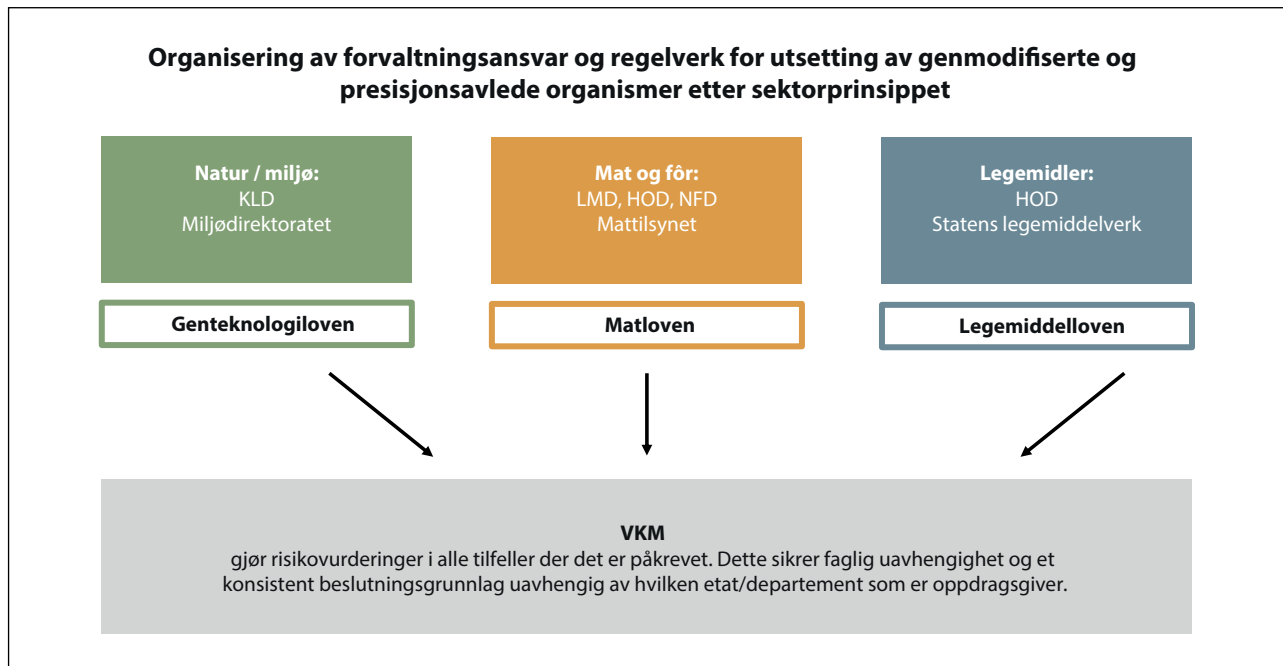 Organisering av forvaltningsansvar og regelverk for utsetting av genmodifiserte og
presisjonsavlede organismer etter sektorprinsippet
Natur / miljø:
KLD
Miljødirektoratet
Genteknologiloven
Mat og fôr:
LMD, HOD, NFD
Mattilsynet
Matloven
Legemidler:
HOD
Statens legemiddelverk
Legemiddelloven
VKM
gjør risikovurderinger i alle tilfeller der det er påkrevet. Dette sikrer faglig uavhengighet og et
konsistent beslutningsgrunnlag uavhengig av hvilken etat/departement som er oppdragsgiver.